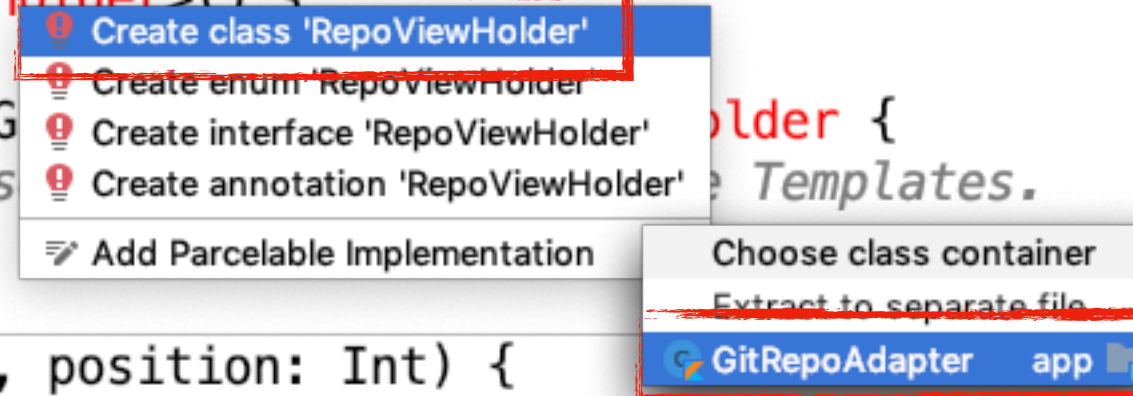 Create class 'RepoViewHolder'
Create enum 'RepoViewHolder'
Create interface 'RepoViewHolder'
older {
Create annotation 'RepoViewHolder'
Templates.
Add Parcelable Implementation
Choose class container
Extract to separate file
GitRepoAdapter app
, position: Int) {